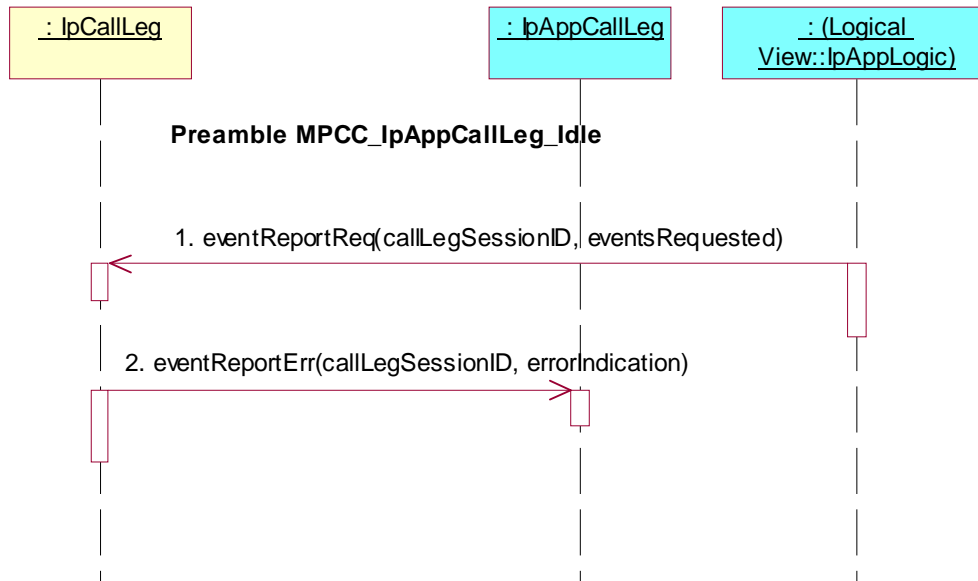 : IpCallLeg
: IpAppCallLeg
: (Logical
View::IpAppLogic)
Preamble MPCC_IpAppCallLeg_Idle
1. eventReportReq(callLegSessionID, eventsRequested)
2. eventReportErr(callLegSessionID, errorIndication)